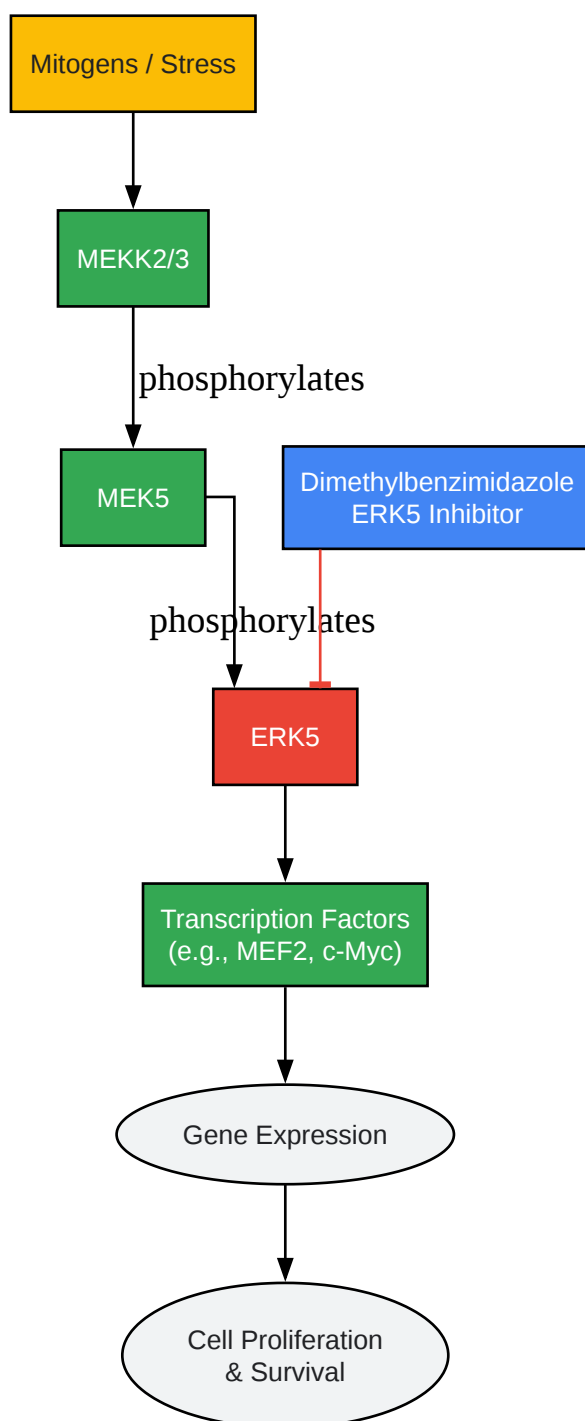 Mitogens / Stress
MEKK2/3
phosphorylates
MEK5
Dimethylbenzimidazole
ERK5 Inhibitor
phosphorylates
ERK5
Transcription Factors
(e.g., MEF2, c-Myc)
Gene Expression
Cell Proliferation
& Survival